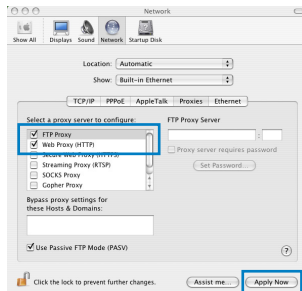 Network
Show All Displays Sound Network Startup Disk
Location: Automatic
Show: Built-in Ethernet
TCP/IP PPPoE AppleTalk Proxies Ethernet
Select a proxy server to configure: FTP Proxy Server
FTP Proxy
Web Proxy (HTTP)
Secure Web Proxy (HTTPS)
Streaming Proxy (RTSP)
SOCKS Proxy
Gopher Proxy
:
Proxy server requires password
Set Password...
Bypass proxy settings for
these Hosts & Domains:
Use Passive FTP Mode (PASV)
?
Click the lock to prevent further changes. Assist me... Apply Now